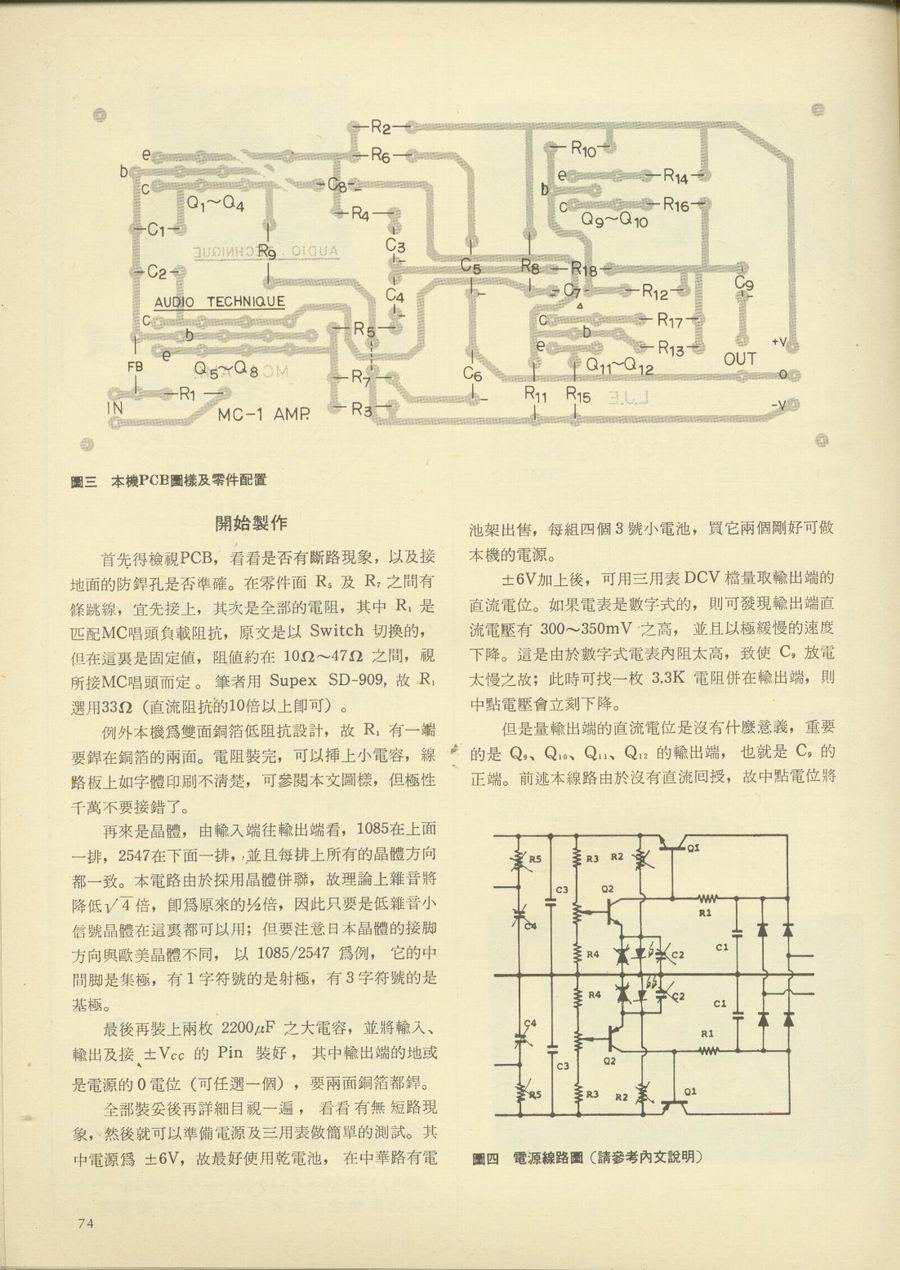 R2
R6
e
b
c
C8
Q1~Q4
R4
C1
R9
C3
C2
C4
AUDIO TECHNIQUE
c
b
e
R5
Q5~Q8
FB
R7
R1
IN
MC-1 AMP.
R3
C5
C6
R8
R10
e
b
c
R14
R16
Q9~Q10
R18
C7
R12
C9
c
b
e
R17
R13
Q11~Q12
OUT
+V
0
-V
R11
R15
圖三 本機PCB圖樣及零件配置
開始製作
首先得檢視PCB,看看是否有斷路現象,以及接
地面的防銲孔是否準確。在零件面 R5 及 R7 之間有
條跳線,宜先接上,其次是全部的電阻,其中 R1 是
匹配MC唱頭負載阻抗,原文是以 Switch 切換的,
但在這裏是固定値,阻値約在 10Ω~47Ω 之間,視
所接MC唱頭而定。筆者用 Supex SD-909, 故 R1
選用33Ω(直流阻抗的10倍以上卽可)。
例外本機爲雙面銅箔低阻抗設計,故 R1 有一端
要銲在銅箔的兩面。電阻裝完,可以揷上小電容,線
路板上如字體印刷不清楚,可參閱本文圖樣,但極性
千萬不要接錯了。
再來是晶體,由輸入端往輸出端看,1085在上面
一排,2547在下面一排,並且每排上所有的晶體方向
都一致。本電路由於採用晶體併聯,故理論上雜音將
降低√4倍,卽爲原來的½倍,因此只要是低雜音小
信號晶體在這裏都可以用;但要注意日本晶體的接脚
方向與歐美晶體不同,以 1085/2547 爲例,它的中
間脚是集極,有1字符號的是射極,有3字符號的是
基極。
最後再裝上兩枚 2200μF 之大電容,並將輸入、
輸出及接 ±Vcc 的 Pin 裝好,其中輸出端的地或
是電源的0電位(可任選一個),要兩面銅箔都銲。
全部裝妥後再詳細目視一遍,看看有無短路現
象,然後就可以準備電源及三用表做簡單的測試。其
中電源爲 ±6V,故最好使用乾電池,在中華路有電
池架出售,每組四個3號小電池,買它兩個剛好可做
本機的電源。
±6V加上後,可用三用表 DCV 檔量取輸出端的
直流電位。如果電表是數字式的,則可發現輸出端直
流電壓有 300~350mV 之高,並且以極緩慢的速度
下降。這是由於數字式電表內阻太高,致使 C9 放電
太慢之故;此時可找一枚 3.3K 電阻併在輸出端,則
中點電壓會立刻下降。
但是量輸出端的直流電位是沒有什麼意義,重要
的是 Q9、Q10、Q11、Q12 的輸出端,也就是 C9 的
正端。前述本線路由於沒有直流囘授,故中點電位將
R5
R3
R2
Q1
C3
Q2
R1
C4
C1
R4
C2
R4
C2
C1
C4
R1
C3
Q2
R5
R3
R2
Q1
圖四 電源線路圖(請參考內文說明)
74